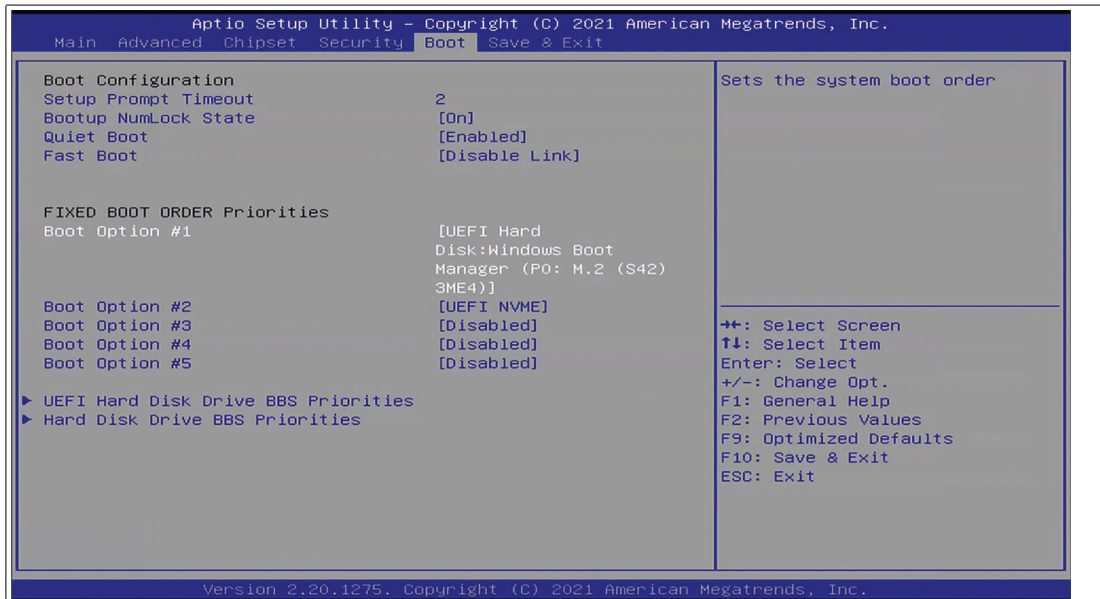 Aptio Setup Utility – Copyright (C) 2021 American Megatrends, Inc.
Main Advanced Chipset Security Boot Save & Exit
Boot Configuration
Setup Prompt Timeout 2
Bootup NumLock State [On]
Quiet Boot [Enabled]
Fast Boot [Disable Link]
FIXED BOOT ORDER Priorities
Boot Option #1 [UEFI Hard
Disk:Windows Boot
Manager (P0: M.2 (S42)
3ME4)]
Boot Option #2 [UEFI NVME]
Boot Option #3 [Disabled]
Boot Option #4 [Disabled]
Boot Option #5 [Disabled]
▶ UEFI Hard Disk Drive BBS Priorities
▶ Hard Disk Drive BBS Priorities
Sets the system boot order
→←: Select Screen
↑↓: Select Item
Enter: Select
+/-: Change Opt.
F1: General Help
F2: Previous Values
F9: Optimized Defaults
F10: Save & Exit
ESC: Exit
Version 2.20.1275. Copyright (C) 2021 American Megatrends, Inc.